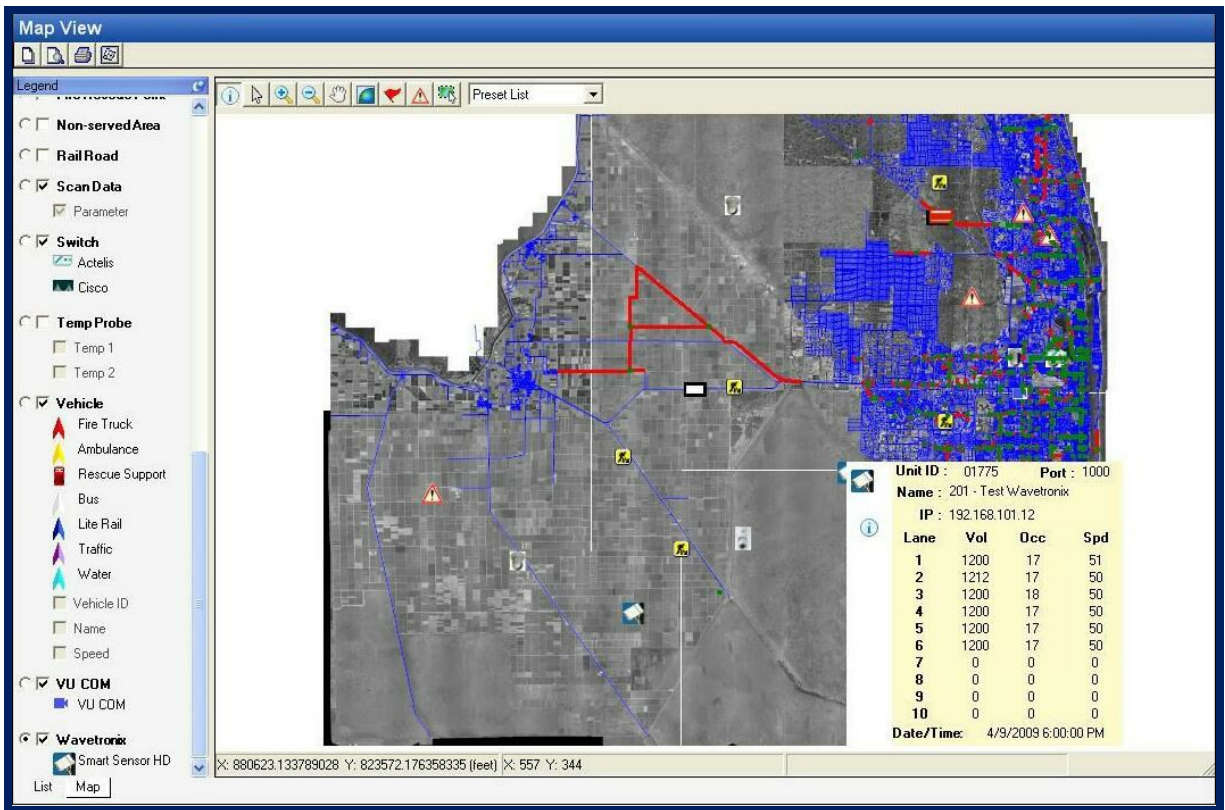 Map View
Legend
Preset List
Non-served Area
Rail Road
Scan Data
Parameter
Switch
Actelis
Cisco
Temp Probe
Temp 1
Temp 2
Vehicle
Fire Truck
Ambulance
Rescue Support
Bus
Lite Rail
Traffic
Water
Vehicle ID
Name
Speed
VU COM
VU COM
Wavetronix
Smart Sensor HD
List Map
Unit ID : 01775 Port : 1000
Name : 201 - Test Wavetronix
IP : 192.168.101.12
Lane Vol Occ Spd
1 1200 17 51
2 1212 17 50
3 1200 18 50
4 1200 17 50
5 1200 17 50
6 1200 17 50
7 0 0 0
8 0 0 0
9 0 0 0
10 0 0 0
Date/Time: 4/9/2009 6:00:00 PM
X: 880623.133789028 Y: 823572.176358335 (feet) X: 557 Y: 344